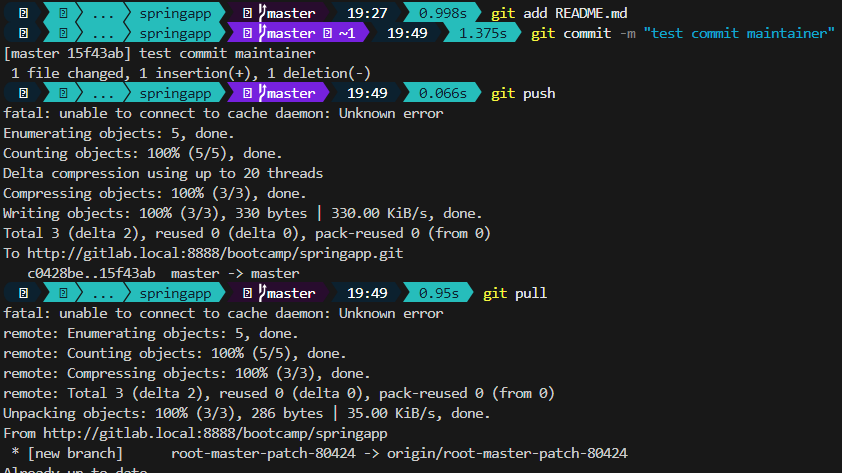 ... springapp master 19:27 0.998s git add README.md
... springapp master ~1 19:49 1.375s git commit -m "test commit maintainer"
[master 15f43ab] test commit maintainer
 1 file changed, 1 insertion(+), 1 deletion(-)
... springapp master 19:49 0.066s git push
fatal: unable to connect to cache daemon: Unknown error
Enumerating objects: 5, done.
Counting objects: 100% (5/5), done.
Delta compression using up to 20 threads
Compressing objects: 100% (3/3), done.
Writing objects: 100% (3/3), 330 bytes | 330.00 KiB/s, done.
Total 3 (delta 2), reused 0 (delta 0), pack-reused 0 (from 0)
To http://gitlab.local:8888/bootcamp/springapp.git
   c0428be..15f43ab  master -> master
... springapp master 19:49 0.95s git pull
fatal: unable to connect to cache daemon: Unknown error
remote: Enumerating objects: 5, done.
remote: Counting objects: 100% (5/5), done.
remote: Compressing objects: 100% (3/3), done.
remote: Total 3 (delta 2), reused 0 (delta 0), pack-reused 0 (from 0)
Unpacking objects: 100% (3/3), 286 bytes | 35.00 KiB/s, done.
From http://gitlab.local:8888/bootcamp/springapp
 * [new branch]      root-master-patch-80424 -> origin/root-master-patch-80424
Already up to date